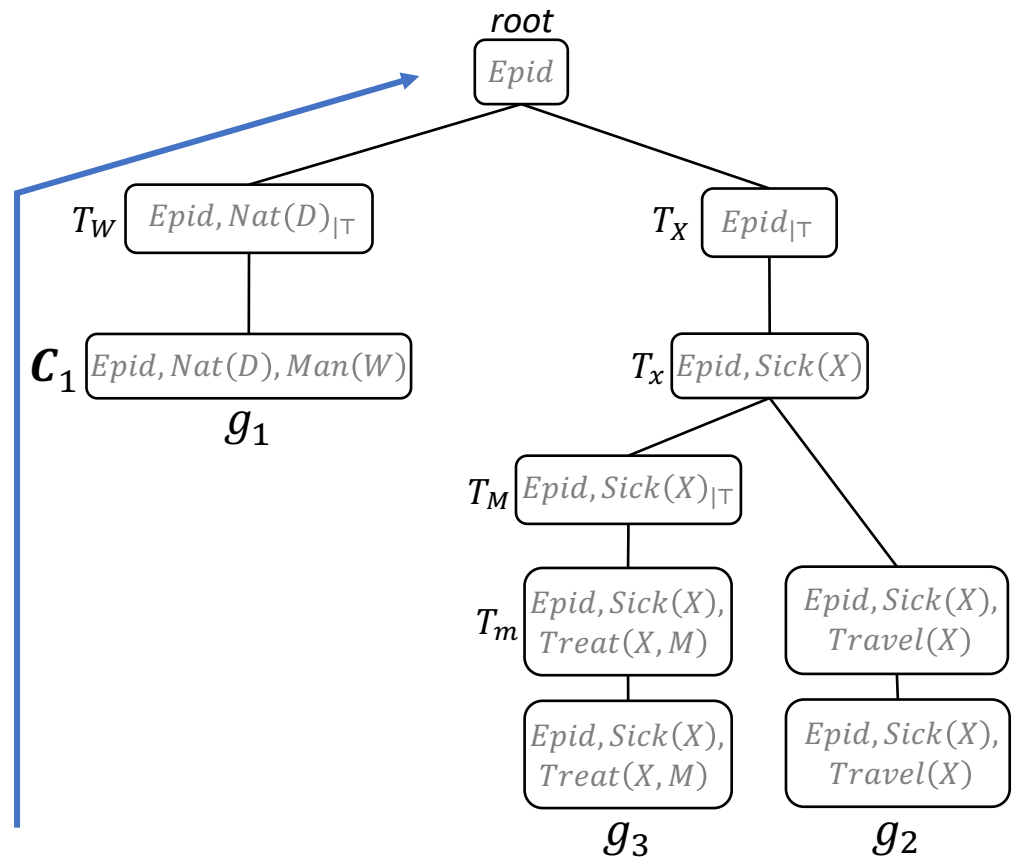 root
Epid
T_W
Epid, Nat(D)_{|⊤}
T_X
Epid_{|⊤}
C_1
Epid, Nat(D), Man(W)
g_1
T_x
Epid, Sick(X)
T_M
Epid, Sick(X)_{|⊤}
T_m
Epid, Sick(X),
Treat(X, M)
Epid, Sick(X),
Travel(X)
Epid, Sick(X),
Treat(X, M)
g_3
Epid, Sick(X),
Travel(X)
g_2